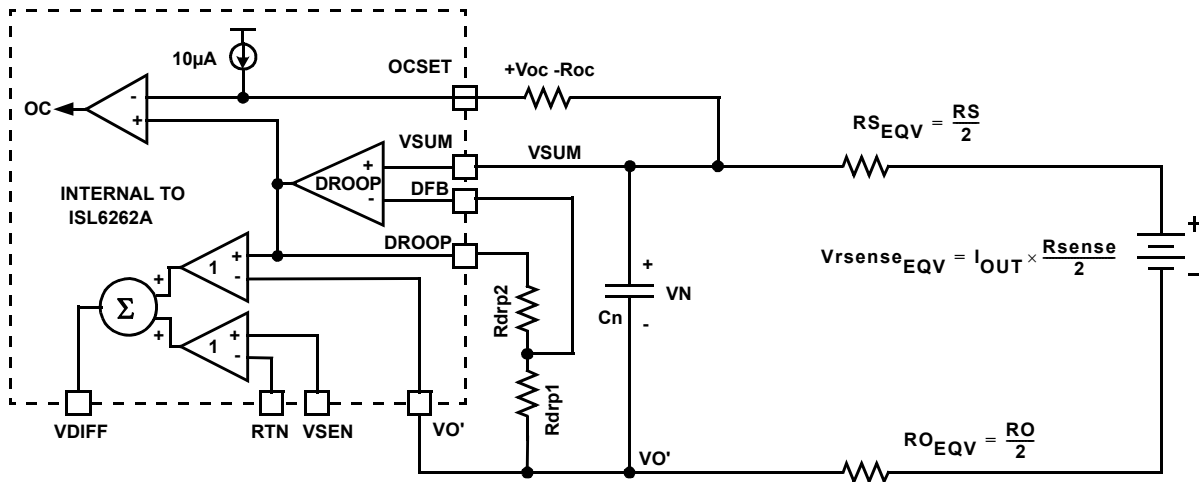 10µA
OCSET
+Voc -Roc
OC
-
+
VSUM
VSUM
RS_EQV = RS/2
INTERNAL TO
ISL6262A
DROOP
+
-
DFB
DROOP
+
-
1
Σ
+
+
1
+
-
Rdrp2
Rdrp1
+
VN
-
Cn
Vrsense_EQV = I_OUT × Rsense/2
+
-
VDIFF
RTN
VSEN
VO'
VO'
RO_EQV = RO/2